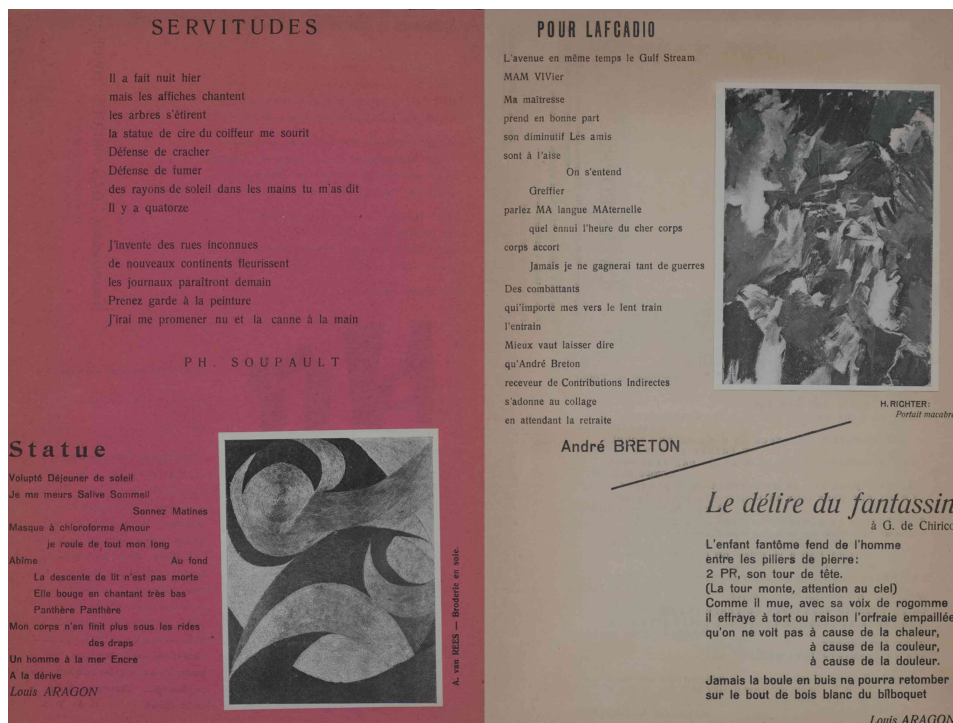 SERVITUDES
Il a fait nuit hier
mais les affiches chantent
les arbres s'étirent
la statue de cire du coiffeur me sourit
Défense de cracher
Défense de fumer
des rayons de soleil dans les mains tu m'as dit
Il y a quatorze
J'invente des rues inconnues
de nouveaux continents fleurissent
les journaux paraîtront demain
Prenez garde à la peinture
J'irai me promener nu et la canne à la main
PH. SOUPAULT
Statue
Volupté Déjeuner de soleil
Je me meurs Salive Sommeil
Sonnez Matines
Masque à chloroforme Amour
je roule de tout mon long
Abîme Au fond
La descente de lit n'est pas morte
Elle bouge en chantant très bas
Panthère Panthère
Mon corps n'en finit plus sous les rides
des draps
Un homme à la mer Encre
A la dérive
Louis ARAGON
A. van REES — Broderie en soie.
POUR LAFCADIO
L'avenue en même temps le Gulf Stream
MAM VIVier
Ma maîtresse
prend en bonne part
son diminutif Les amis
sont à l'aise
On s'entend
Greffier
parlez MA langue MAternelle
quel ennui l'heure du cher corps
corps accort
Jamais je ne gagnerai tant de guerres
Des combattants
qu'importe mes vers le lent train
l'entrain
Mieux vaut laisser dire
qu'André Breton
receveur de Contributions Indirectes
s'adonne au collage
en attendant la retraite
André BRETON
H. RICHTER:
Portait macabre
Le délire du fantassin
à G. de Chirico
L'enfant fantôme fend de l'homme
entre les piliers de pierre:
2 PR, son tour de tête.
(La tour monte, attention au ciel)
Comme il mue, avec sa voix de rogomme
il effraye à tort ou raison l'orfraie empaillée
qu'on ne voit pas à cause de la chaleur,
à cause de la couleur,
à cause de la douleur.
Jamais la boule en buis ne pourra retomber
sur le bout de bois blanc du bilboquet
Louis ARAGON